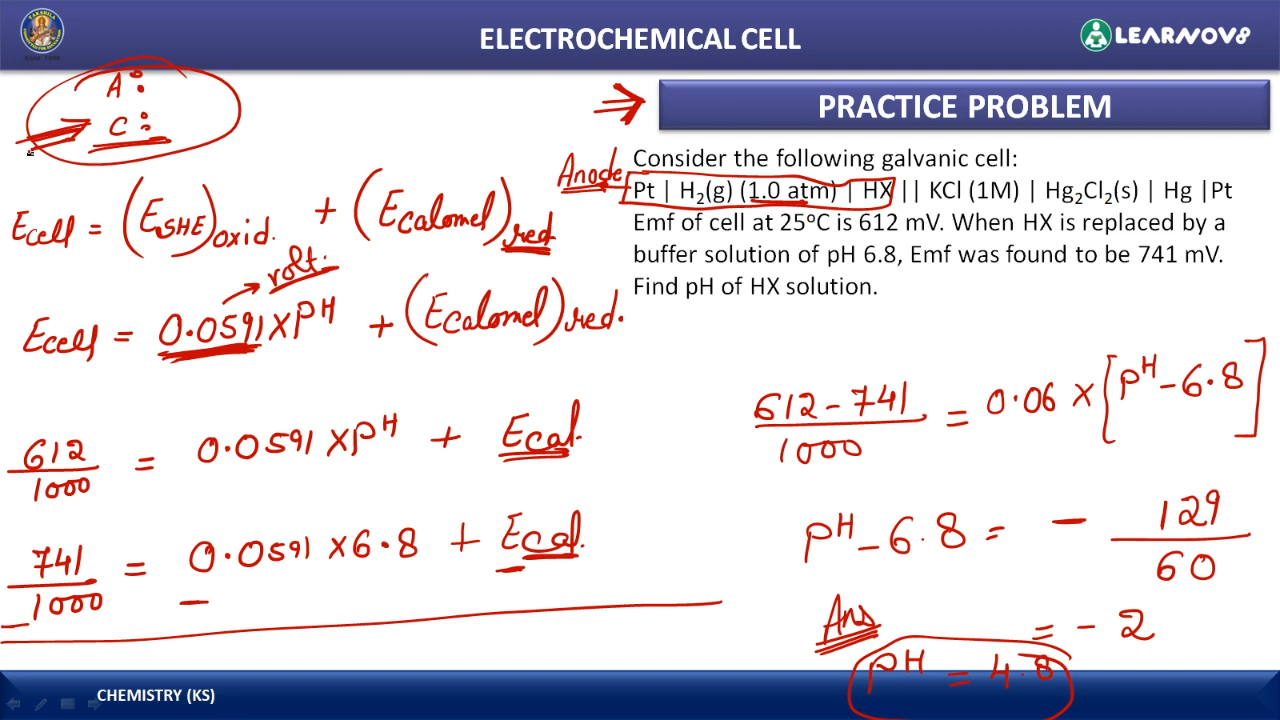 ELECTROCHEMICAL CELL
LEARNOV8
A :
C :
PRACTICE PROBLEM
Consider the following galvanic cell:
Anode
Pt | H₂(g) (1.0 atm) | HX || KCl (1M) | Hg₂Cl₂(s) | Hg |Pt
Emf of cell at 25°C is 612 mV. When HX is replaced by a
buffer solution of pH 6.8, Emf was found to be 741 mV.
Find pH of HX solution.
Ecell = (ESHE)oxid. + (Ecalomel)red
volt.
Ecell = 0.0591 x pH + (Ecalomel)red.
612/1000 = 0.0591 x pH + Ecal.
741/1000 = 0.0591 x 6.8 + Ecal.
612 - 741/1000 = 0.06 x [pH - 6.8]
pH - 6.8 = - 129/60
= - 2
Ans
pH = 4.8
CHEMISTRY (KS)